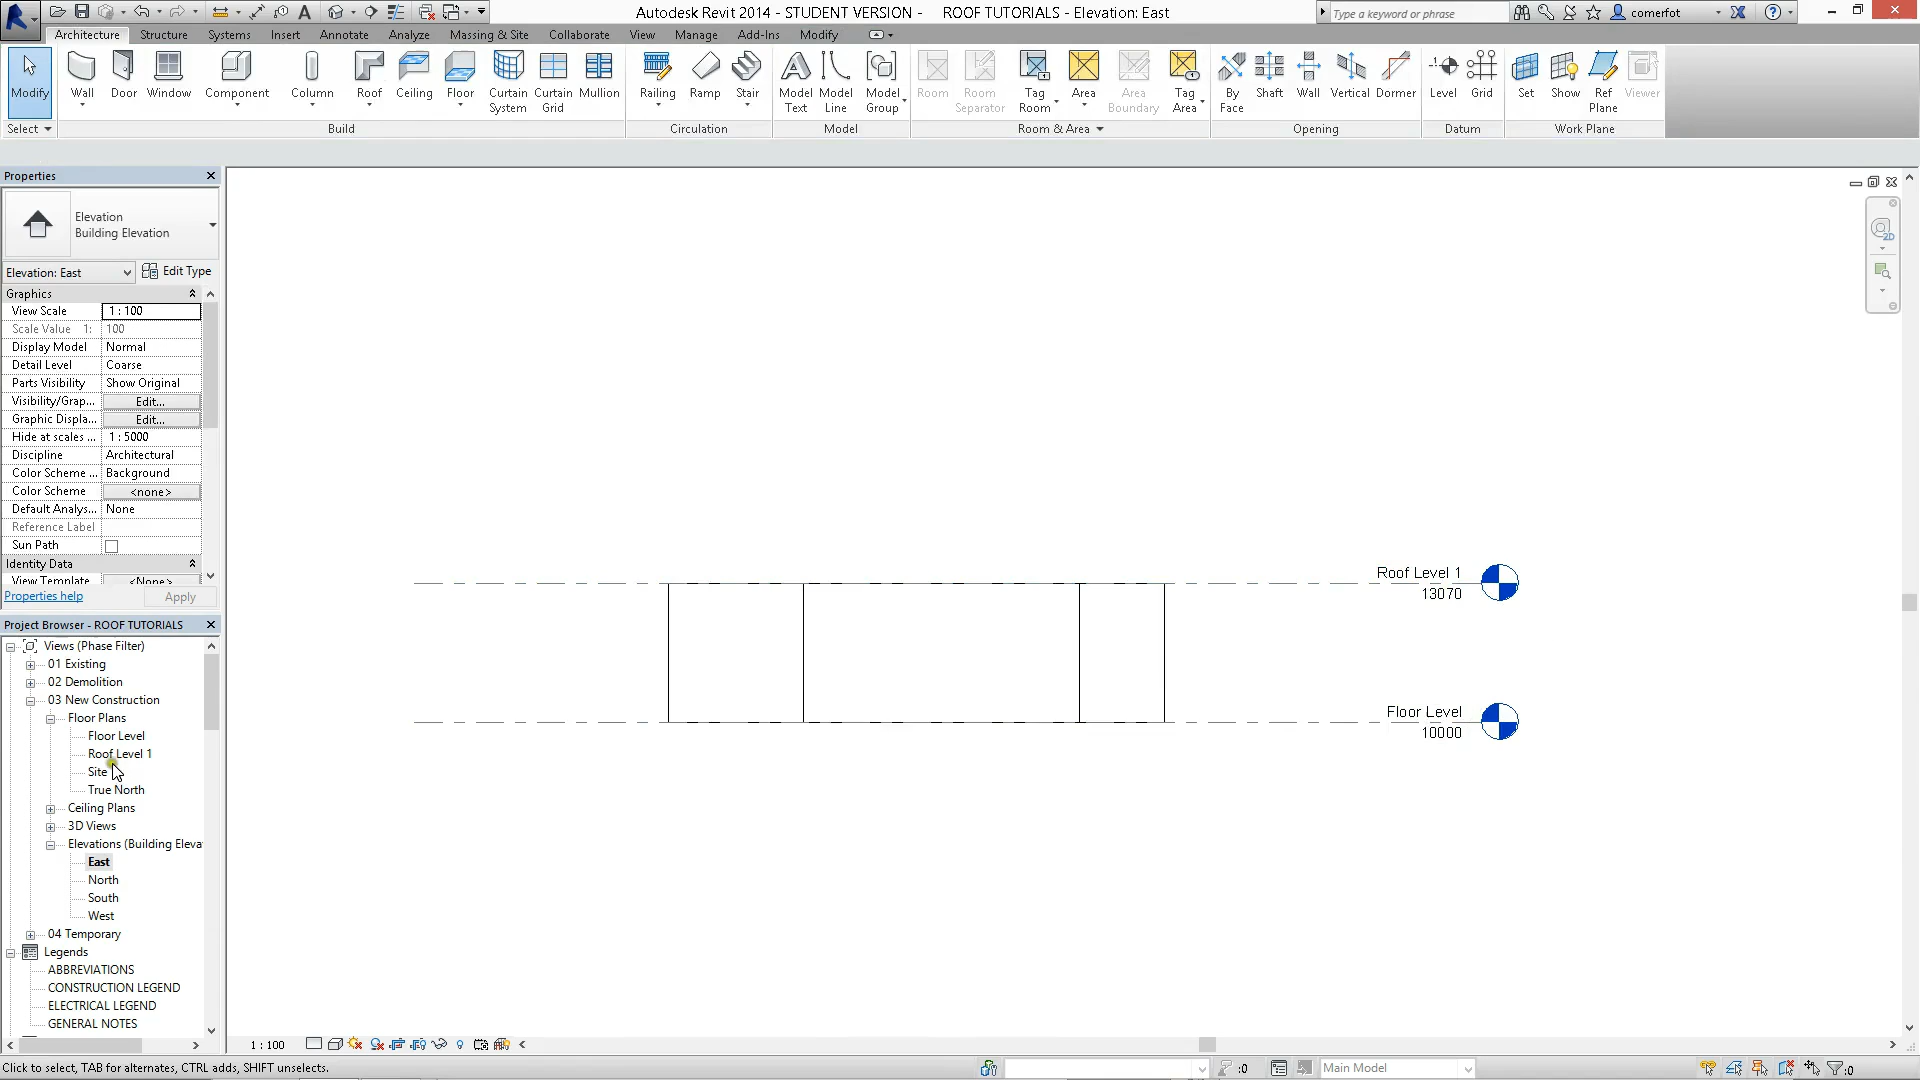 Autodesk Revit 2014 - STUDENT VERSION - ROOF TUTORIALS - Elevation: East
Type a keyword or phrase
comerfot
Architecture Structure Systems Insert Annotate Analyze Massing & Site Collaborate View Manage Add-Ins Modify
Modify Wall Door Window Component Column Roof Ceiling Floor Curtain System Curtain Grid Mullion Railing Ramp Stair Model Text Model Line Model Group Room Room Separator Tag Room Area Area Boundary Tag Area By Face Shaft Wall Vertical Dormer Level Grid Set Show Ref Plane Viewer
Select Build Circulation Model Room & Area Opening Datum Work Plane
Properties
Elevation
Building Elevation
Elevation: East Edit Type
Graphics
View Scale 1 : 100
Scale Value 1: 100
Display Model Normal
Detail Level Coarse
Parts Visibility Show Original
Visibility/Grap... Edit...
Graphic Displa... Edit...
Hide at scales ... 1 : 5000
Discipline Architectural
Color Scheme ... Background
Color Scheme <none>
Default Analys... None
Reference Label
Sun Path
Identity Data
View Template <None>
Properties help Apply
Project Browser - ROOF TUTORIALS
Views (Phase Filter)
01 Existing
02 Demolition
03 New Construction
Floor Plans
Floor Level
Roof Level 1
Site
True North
Ceiling Plans
3D Views
Elevations (Building Eleva
East
North
South
West
04 Temporary
Legends
ABBREVIATIONS
CONSTRUCTION LEGEND
ELECTRICAL LEGEND
GENERAL NOTES
Roof Level 1
13070
Floor Level
10000
2D
1 : 100
Click to select, TAB for alternates, CTRL adds, SHIFT unselects.
:0
Main Model
:0